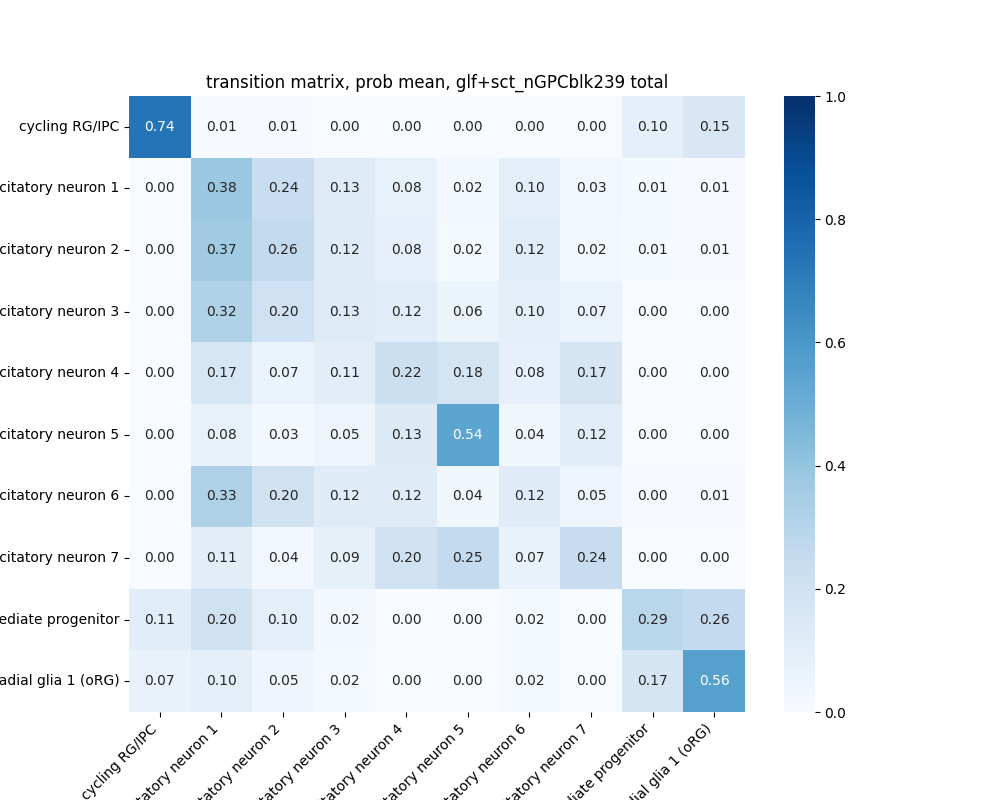 transition matrix, prob mean, glf+sct_nGPCblk239 total
cycling RG/IPC 0.74 0.01 0.01 0.00 0.00 0.00 0.00 0.00 0.10 0.15
citatory neuron 1 0.00 0.38 0.24 0.13 0.08 0.02 0.10 0.03 0.01 0.01
citatory neuron 2 0.00 0.37 0.26 0.12 0.08 0.02 0.12 0.02 0.01 0.01
citatory neuron 3 0.00 0.32 0.20 0.13 0.12 0.06 0.10 0.07 0.00 0.00
citatory neuron 4 0.00 0.17 0.07 0.11 0.22 0.18 0.08 0.17 0.00 0.00
citatory neuron 5 0.00 0.08 0.03 0.05 0.13 0.54 0.04 0.12 0.00 0.00
citatory neuron 6 0.00 0.33 0.20 0.12 0.12 0.04 0.12 0.05 0.00 0.01
citatory neuron 7 0.00 0.11 0.04 0.09 0.20 0.25 0.07 0.24 0.00 0.00
ediate progenitor 0.11 0.20 0.10 0.02 0.00 0.00 0.02 0.00 0.29 0.26
adial glia 1 (oRG) 0.07 0.10 0.05 0.02 0.00 0.00 0.02 0.00 0.17 0.56
cycling RG/IPC
tatory neuron 1
tatory neuron 2
tatory neuron 3
tatory neuron 4
tatory neuron 5
tatory neuron 6
tatory neuron 7
diate progenitor
dial glia 1 (oRG)
1.0
0.8
0.6
0.4
0.2
0.0